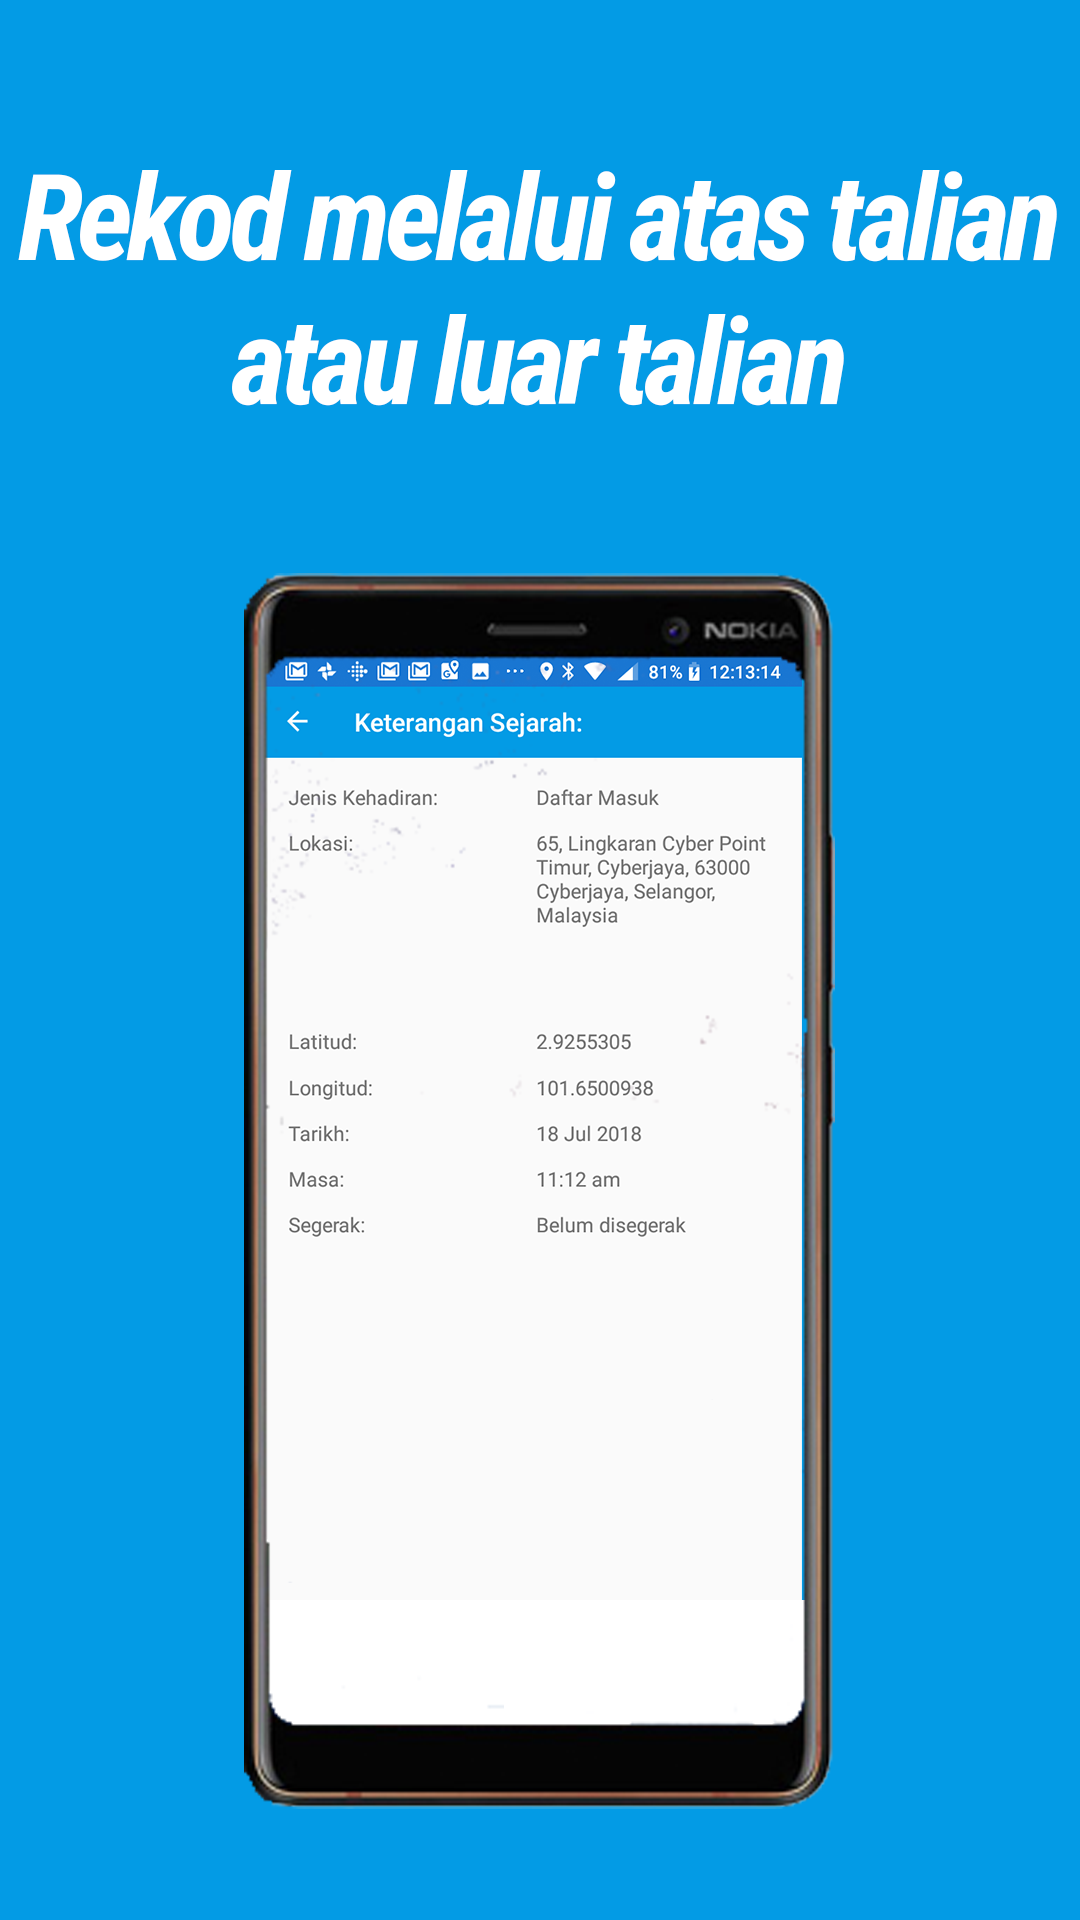 Rekod melalui atas talian
atau luar talian
NOKIA
81% 12:13:14
Keterangan Sejarah:
Jenis Kehadiran: Daftar Masuk
Lokasi: 65, Lingkaran Cyber Point
Timur, Cyberjaya, 63000
Cyberjaya, Selangor,
Malaysia
Latitud: 2.9255305
Longitud: 101.6500938
Tarikh: 18 Jul 2018
Masa: 11:12 am
Segerak: Belum disegerak